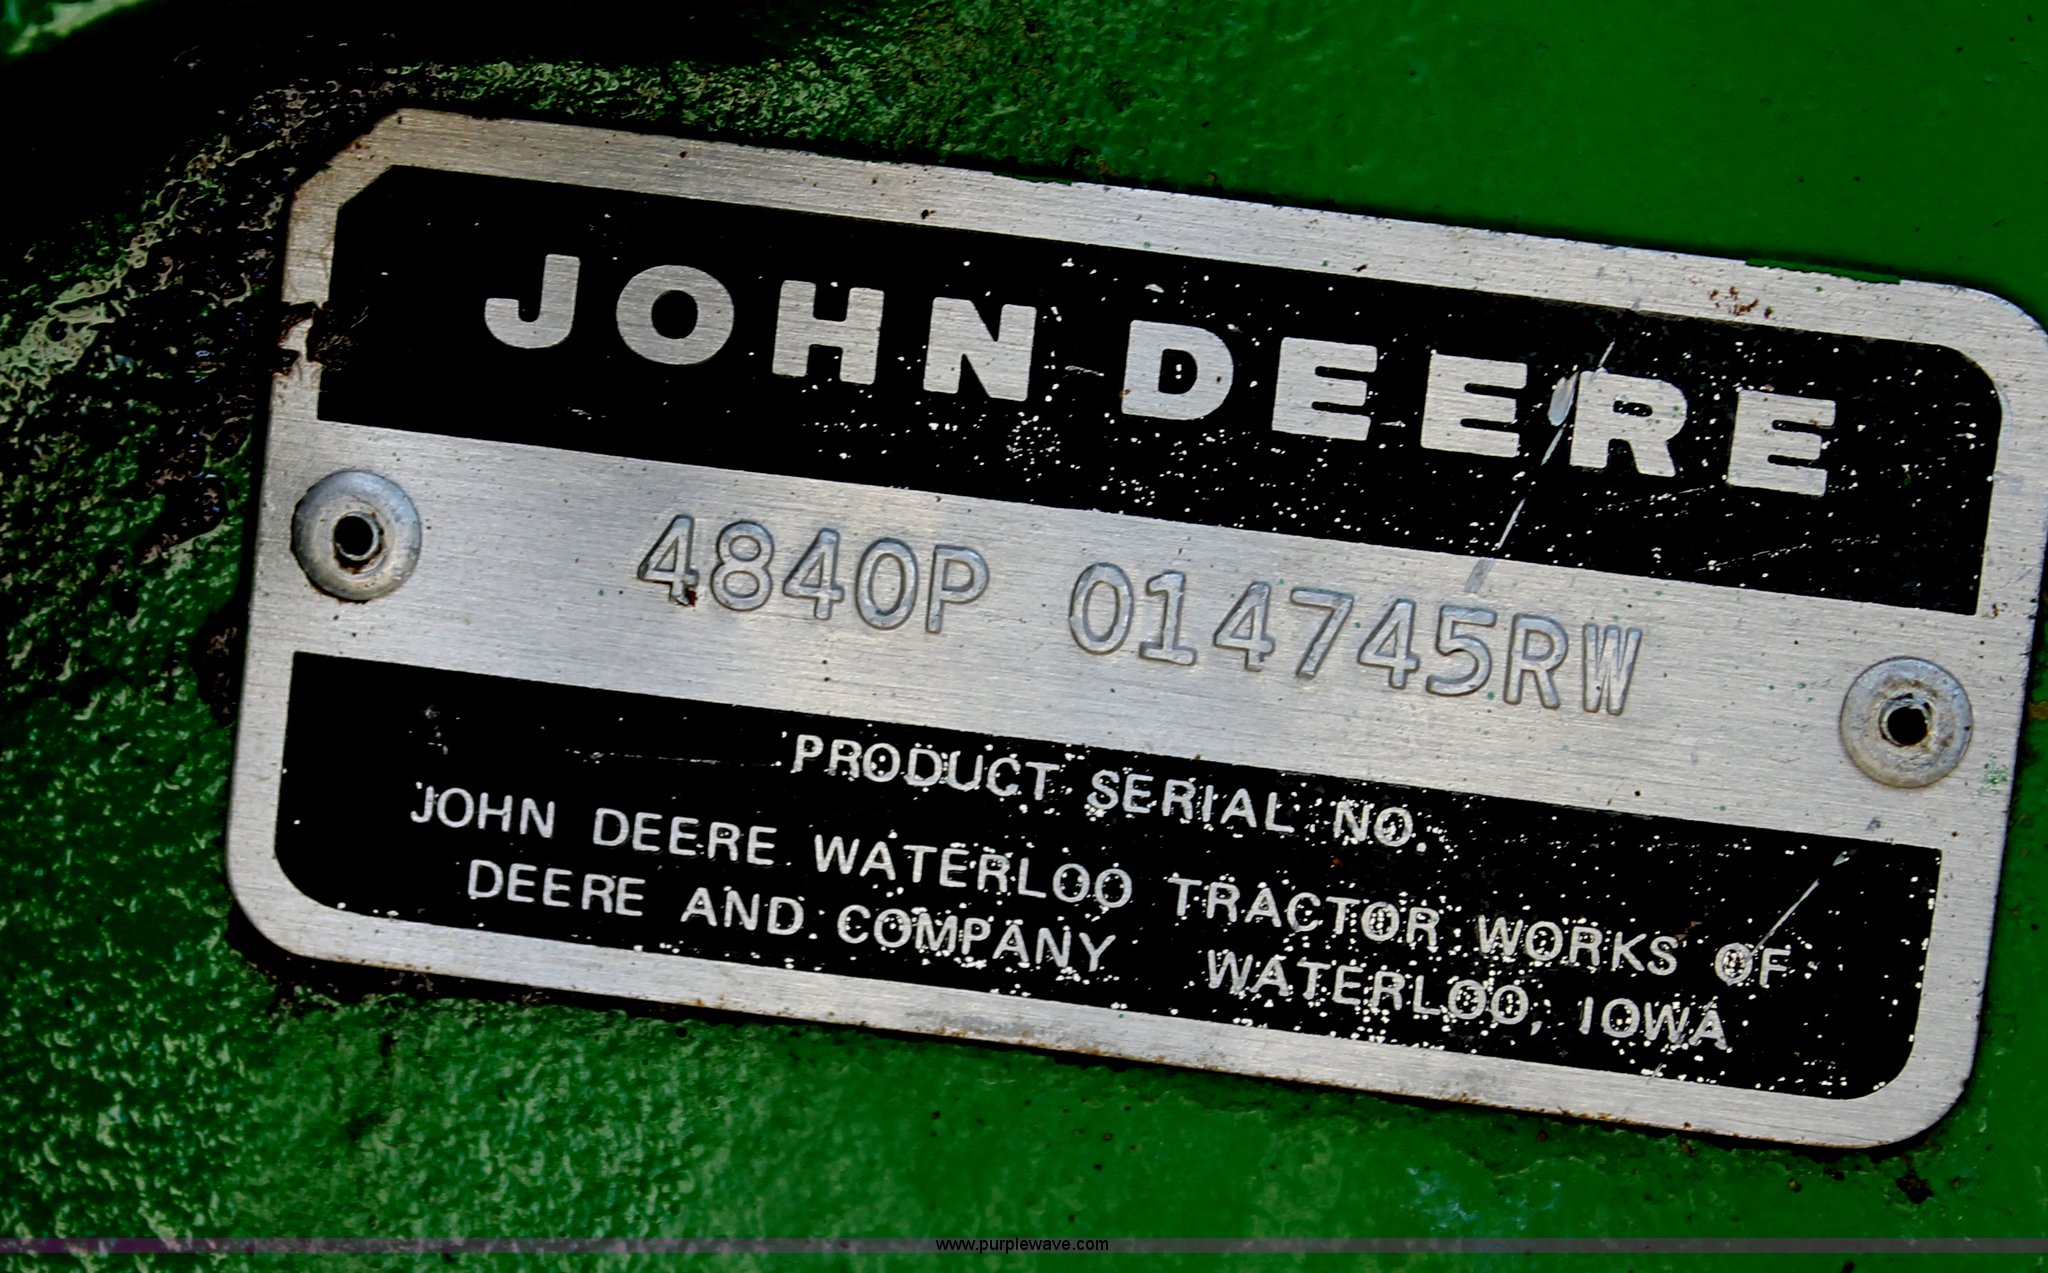 JOHN DEERE
4840P 014745RW
PRODUCT SERIAL NO.
JOHN DEERE WATERLOO TRACTOR WORKS OF
DEERE AND COMPANY WATERLOO, IOWA
www.purplewave.com